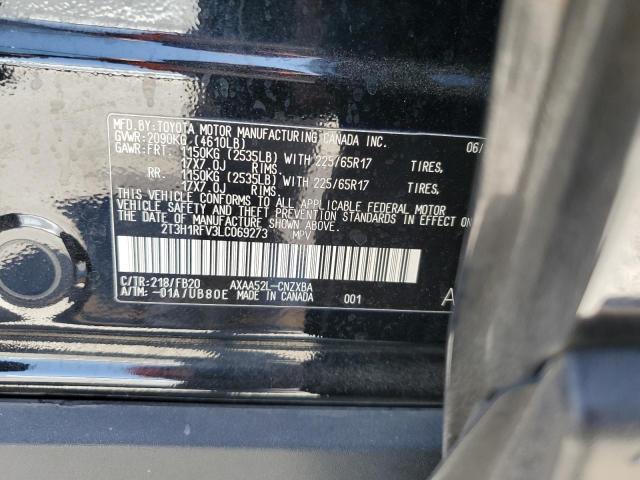 MFD.BY:TOYOTA MOTOR MANUFACTURING CANADA INC. 06/
GVWR:2090KG (4610LB)
GAWR:FRT 1150KG (2535LB) WITH 225/65R17 TIRES,
17X7.0J RIMS.
RR: 1150KG (2535LB) WITH 225/65R17 TIRES,
17X7.0J RIMS.
THIS VEHICLE CONFORMS TO ALL APPLICABLE FEDERAL MOTOR
VEHICLE SAFETY AND THEFT PREVENTION STANDARDS IN EFFECT
ON THE DATE OF MANUFACTURE SHOWN ABOVE.
2T3H1RFV3LC069273 MPV
C/TR:218/FB20 AXAA52L-CNZXBA
A/TM: -01A/UB80E MADE IN CANADA 001 A